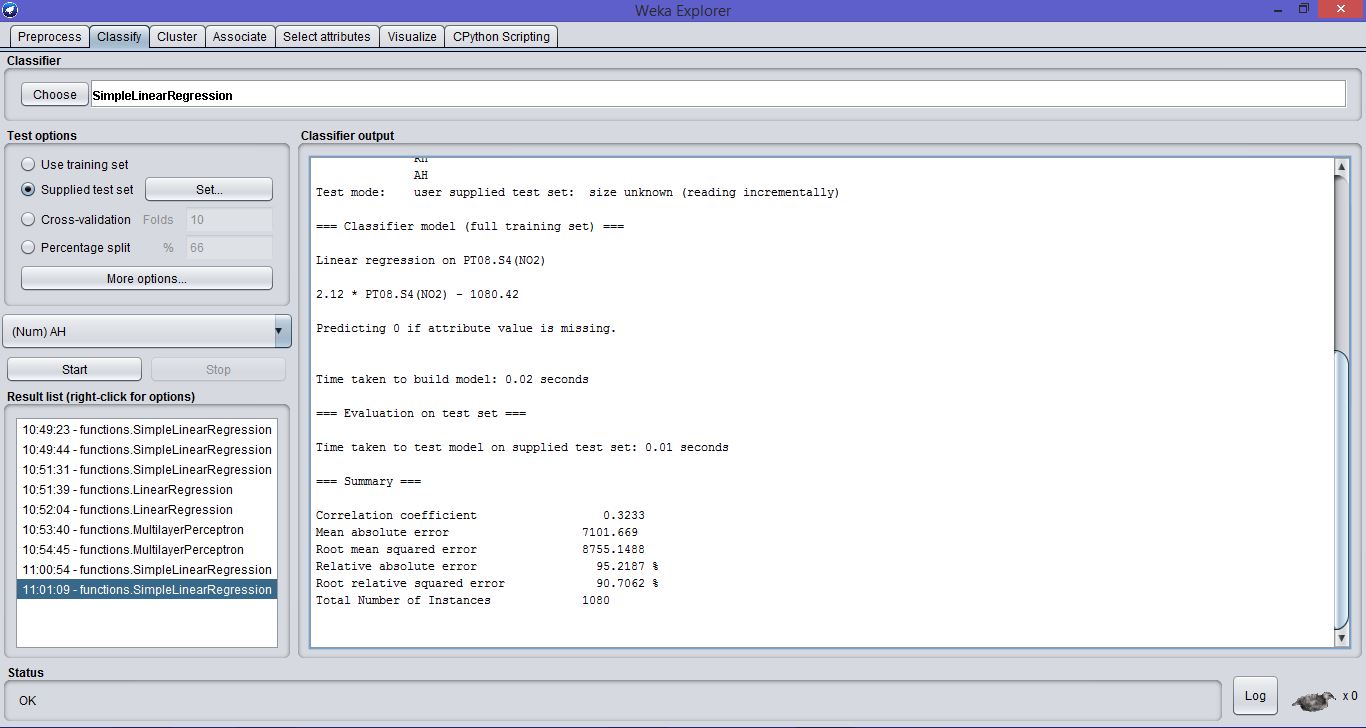 Weka Explorer
Preprocess Classify Cluster Associate Select attributes Visualize CPython Scripting
Classifier
Choose SimpleLinearRegression
Test options
Use training set
Supplied test set Set...
Cross-validation Folds 10
Percentage split % 66
More options...
(Num) AH
Start Stop
Result list (right-click for options)
10:49:23 - functions.SimpleLinearRegression
10:49:44 - functions.SimpleLinearRegression
10:51:31 - functions.SimpleLinearRegression
10:51:39 - functions.LinearRegression
10:52:04 - functions.LinearRegression
10:53:40 - functions.MultilayerPerceptron
10:54:45 - functions.MultilayerPerceptron
11:00:54 - functions.SimpleLinearRegression
11:01:09 - functions.SimpleLinearRegression
Classifier output
RH
AH
Test mode: user supplied test set: size unknown (reading incrementally)
=== Classifier model (full training set) ===
Linear regression on PT08.S4(NO2)
2.12 * PT08.S4(NO2) - 1080.42
Predicting 0 if attribute value is missing.
Time taken to build model: 0.02 seconds
=== Evaluation on test set ===
Time taken to test model on supplied test set: 0.01 seconds
=== Summary ===
Correlation coefficient 0.3233
Mean absolute error 7101.669
Root mean squared error 8755.1488
Relative absolute error 95.2187 %
Root relative squared error 90.7062 %
Total Number of Instances 1080
Status
OK
Log x 0